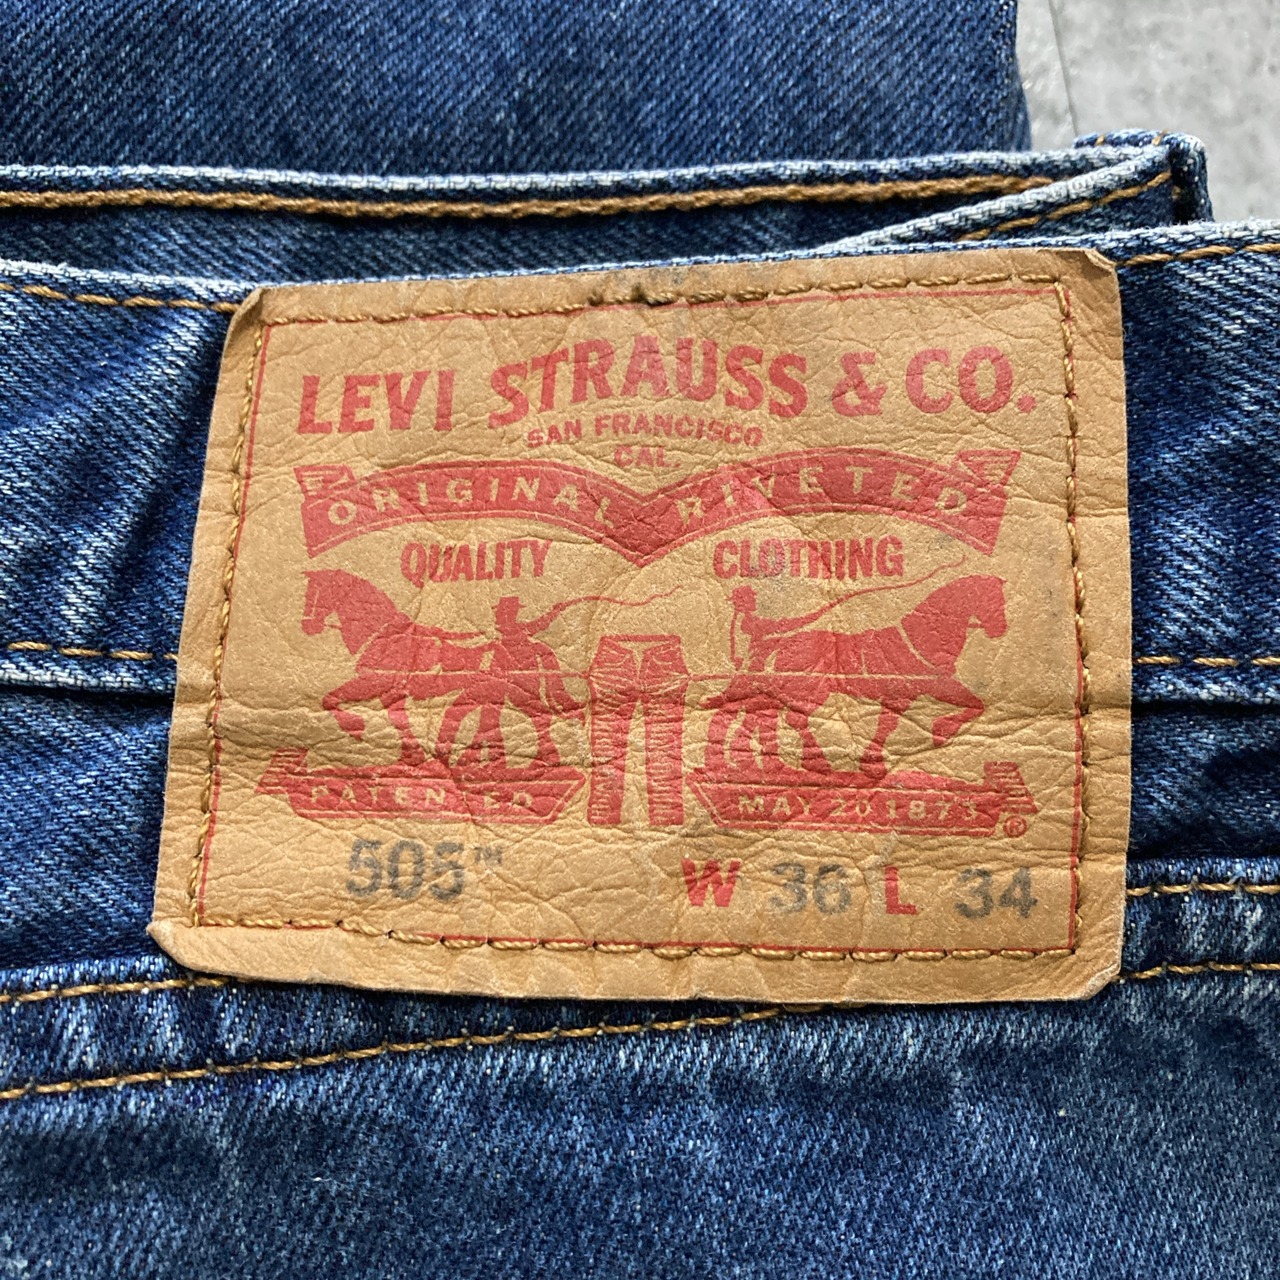 LEVI STRAUSS & CO.
SAN FRANCISCO
CAL.
ORIGINAL RIVETED
QUALITY CLOTHING
PATENTED MAY 20 1873 ®
505™ W 36 L 34